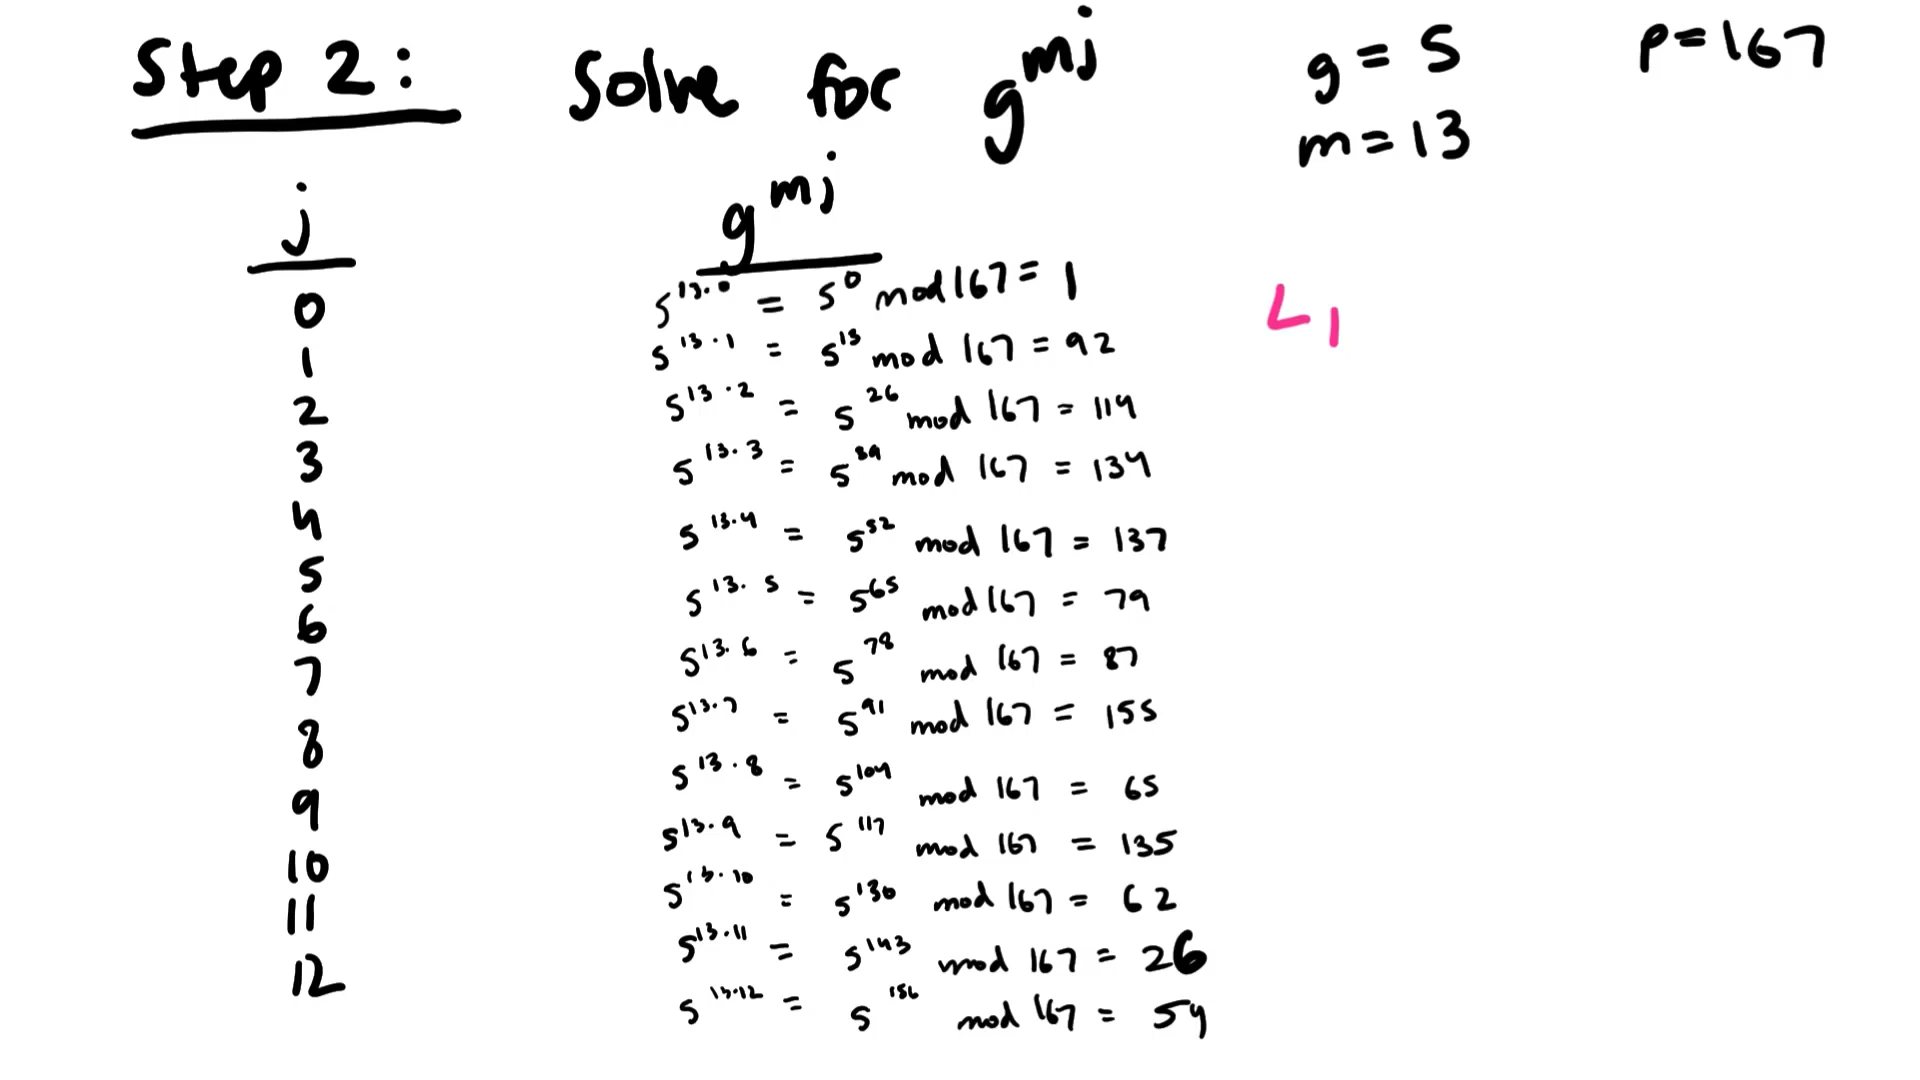 Step 2: Solve for g^mj g = 5 p=167
m=13
j g^mj
0 5^13·0 = 5^0 mod 167 = 1 L1
1 5^13·1 = 5^13 mod 167 = 92
2 5^13·2 = 5^26 mod 167 = 114
3 5^13·3 = 5^39 mod 167 = 134
4 5^13·4 = 5^52 mod 167 = 137
5 5^13·5 = 5^65 mod 167 = 79
6 5^13·6 = 5^78 mod 167 = 87
7 5^13·7 = 5^91 mod 167 = 155
8 5^13·8 = 5^104 mod 167 = 65
9 5^13·9 = 5^117 mod 167 = 135
10 5^13·10 = 5^130 mod 167 = 62
11 5^13·11 = 5^143 mod 167 = 26
12 5^13·12 = 5^156 mod 167 = 54